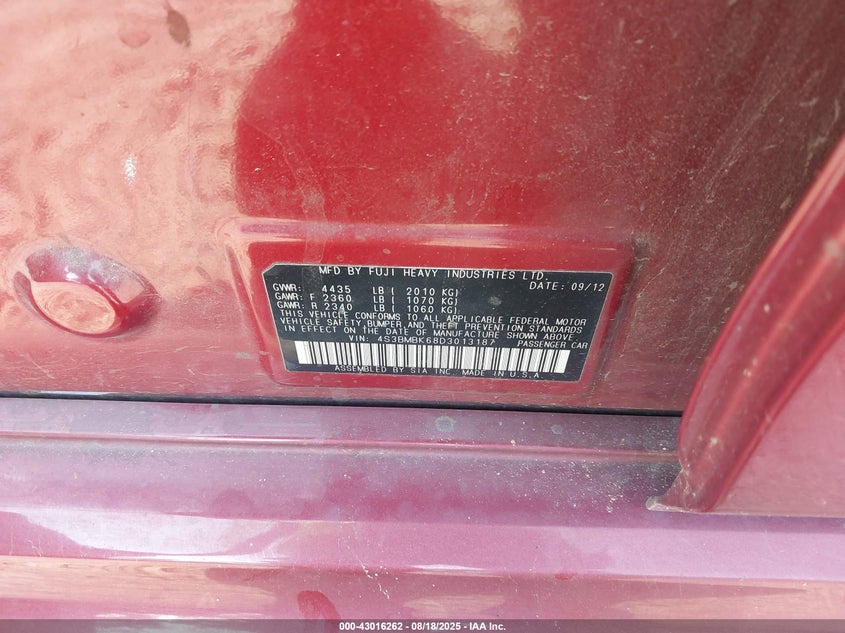 MFD BY FUJI HEAVY INDUSTRIES LTD.
DATE: 09/12
GVWR: 4435 LB ( 2010 KG)
GAWR: F 2360 LB ( 1070 KG)
GAWR: R 2340 LB ( 1060 KG)
THIS VEHICLE CONFORMS TO ALL APPLICABLE FEDERAL MOTOR
VEHICLE SAFETY,BUMPER,AND THEFT PREVENTION STANDARDS
IN EFFECT ON THE DATE OF MANUFACTURE SHOWN ABOVE
VIN: 4S3BMBK68D3013187 PASSENGER CAR
ASSEMBLED BY SIA INC. MADE IN U.S.A.
000-43016262 - 08/18/2025 - IAA Inc.